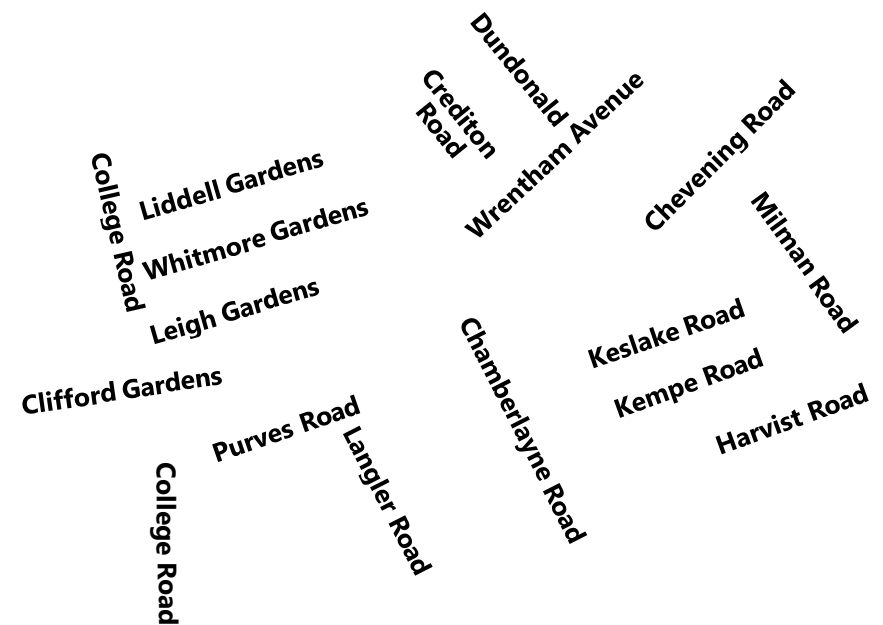 Dundonald
Crediton
Road
Wrentham Avenue
Chevening Road
College Road
Liddell Gardens
Whitmore Gardens
Milman Road
Leigh Gardens
Keslake Road
Chamberlayne Road
Kempe Road
Clifford Gardens
Purves Road
Harvist Road
Langler Road
College Road